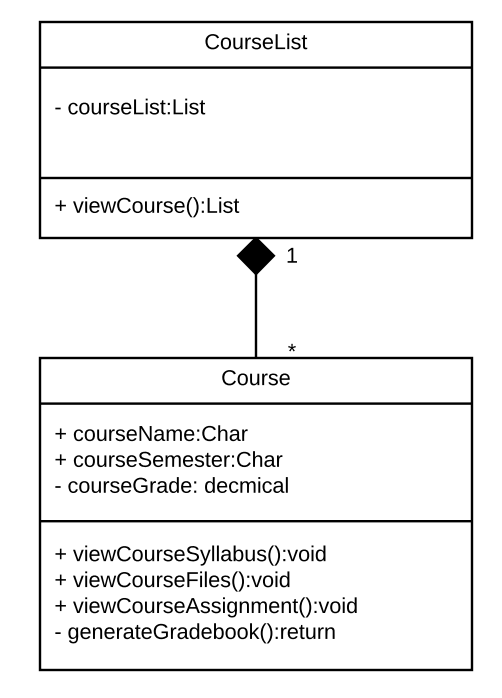 CourseList
- courseList:List
+ viewCourse():List
1
*
Course
+ courseName:Char
+ courseSemester:Char
- courseGrade: decmical
+ viewCourseSyllabus():void
+ viewCourseFiles():void
+ viewCourseAssignment():void
- generateGradebook():return